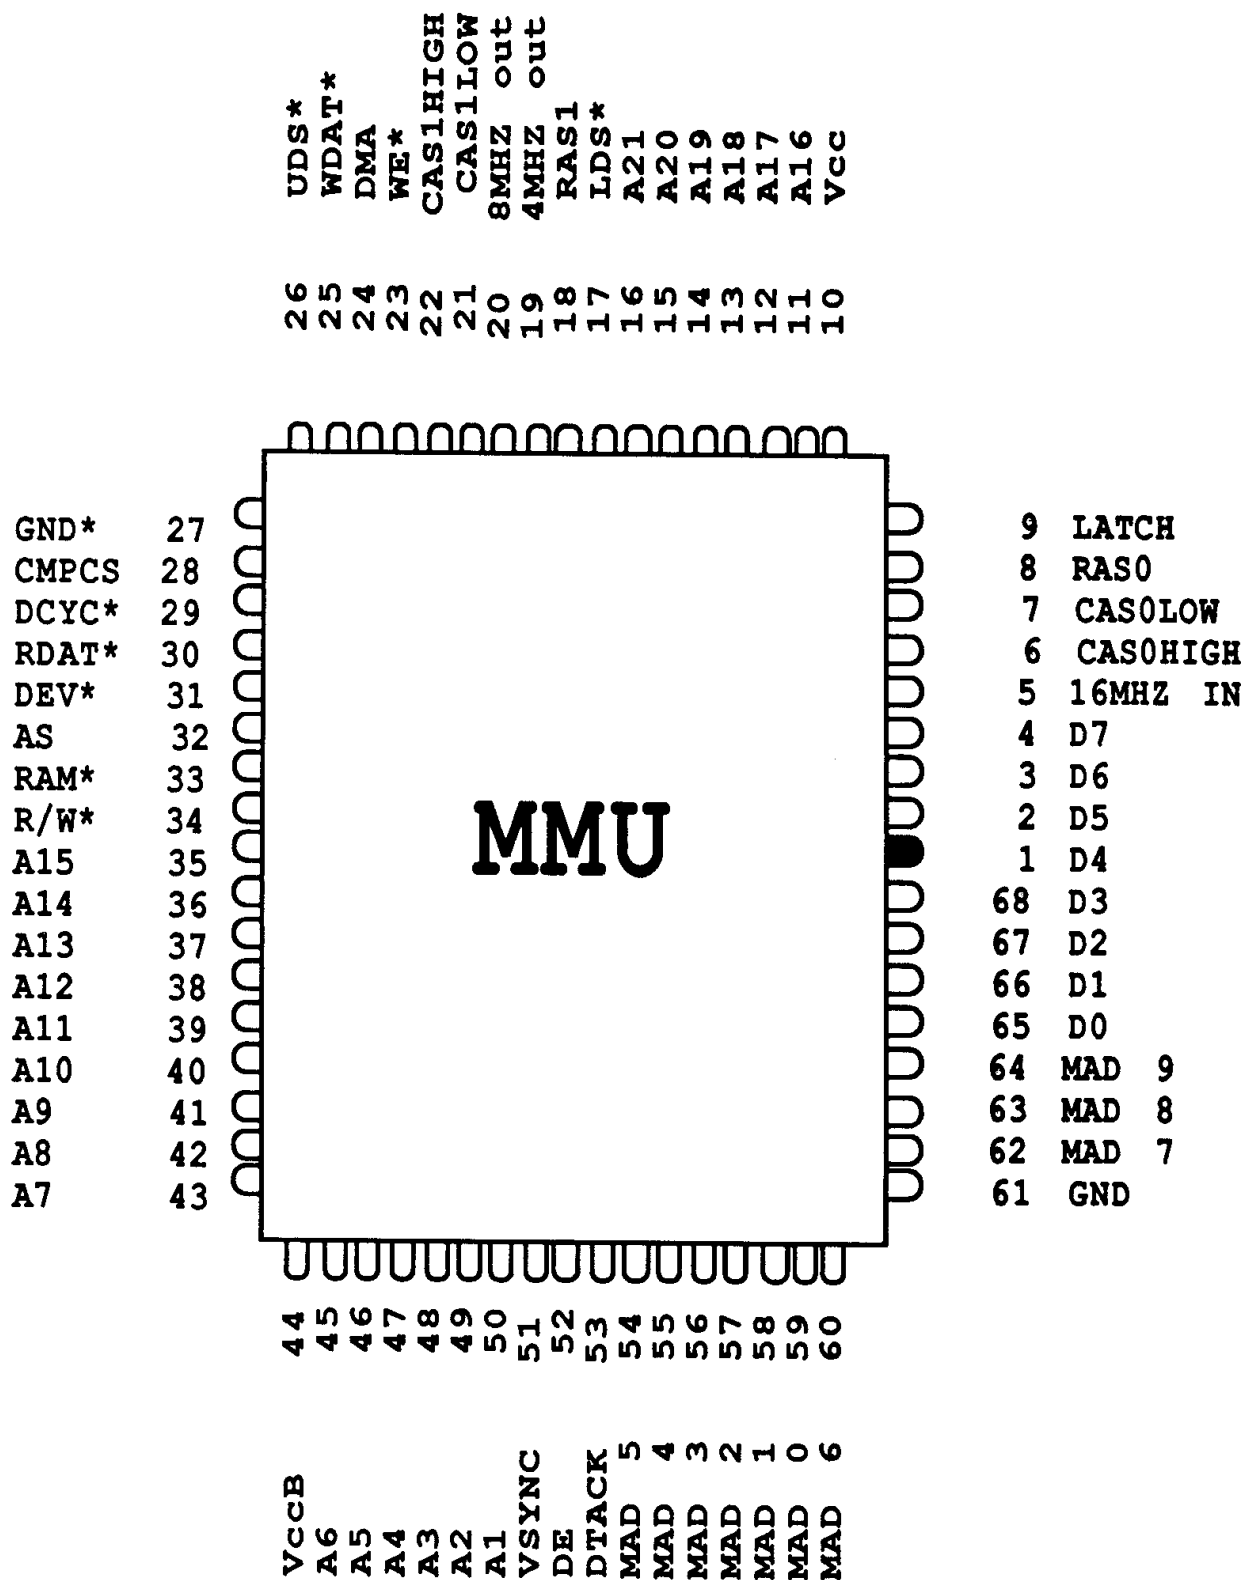 UDS* 26
WDAT* 25
DMA 24
WE* 23
CAS1HIGH 22
CAS1LOW 21
8MHZ out 20
4MHZ out 19
RAS1 18
LDS* 17
A21 16
A20 15
A19 14
A18 13
A17 12
A16 11
Vcc 10
GND* 27
CMPCS 28
DCYC* 29
RDAT* 30
DEV* 31
AS 32
RAM* 33
R/W* 34
A15 35
A14 36
A13 37
A12 38
A11 39
A10 40
A9 41
A8 42
A7 43
MMU
9 LATCH
8 RAS0
7 CAS0LOW
6 CAS0HIGH
5 16MHZ IN
4 D7
3 D6
2 D5
1 D4
68 D3
67 D2
66 D1
65 D0
64 MAD 9
63 MAD 8
62 MAD 7
61 GND
VccB 44
A6 45
A5 46
A4 47
A3 48
A2 49
A1 50
VSYNC 51
DE 52
DTACK 53
MAD 5 54
MAD 4 55
MAD 3 56
MAD 2 57
MAD 1 58
MAD 0 59
MAD 6 60